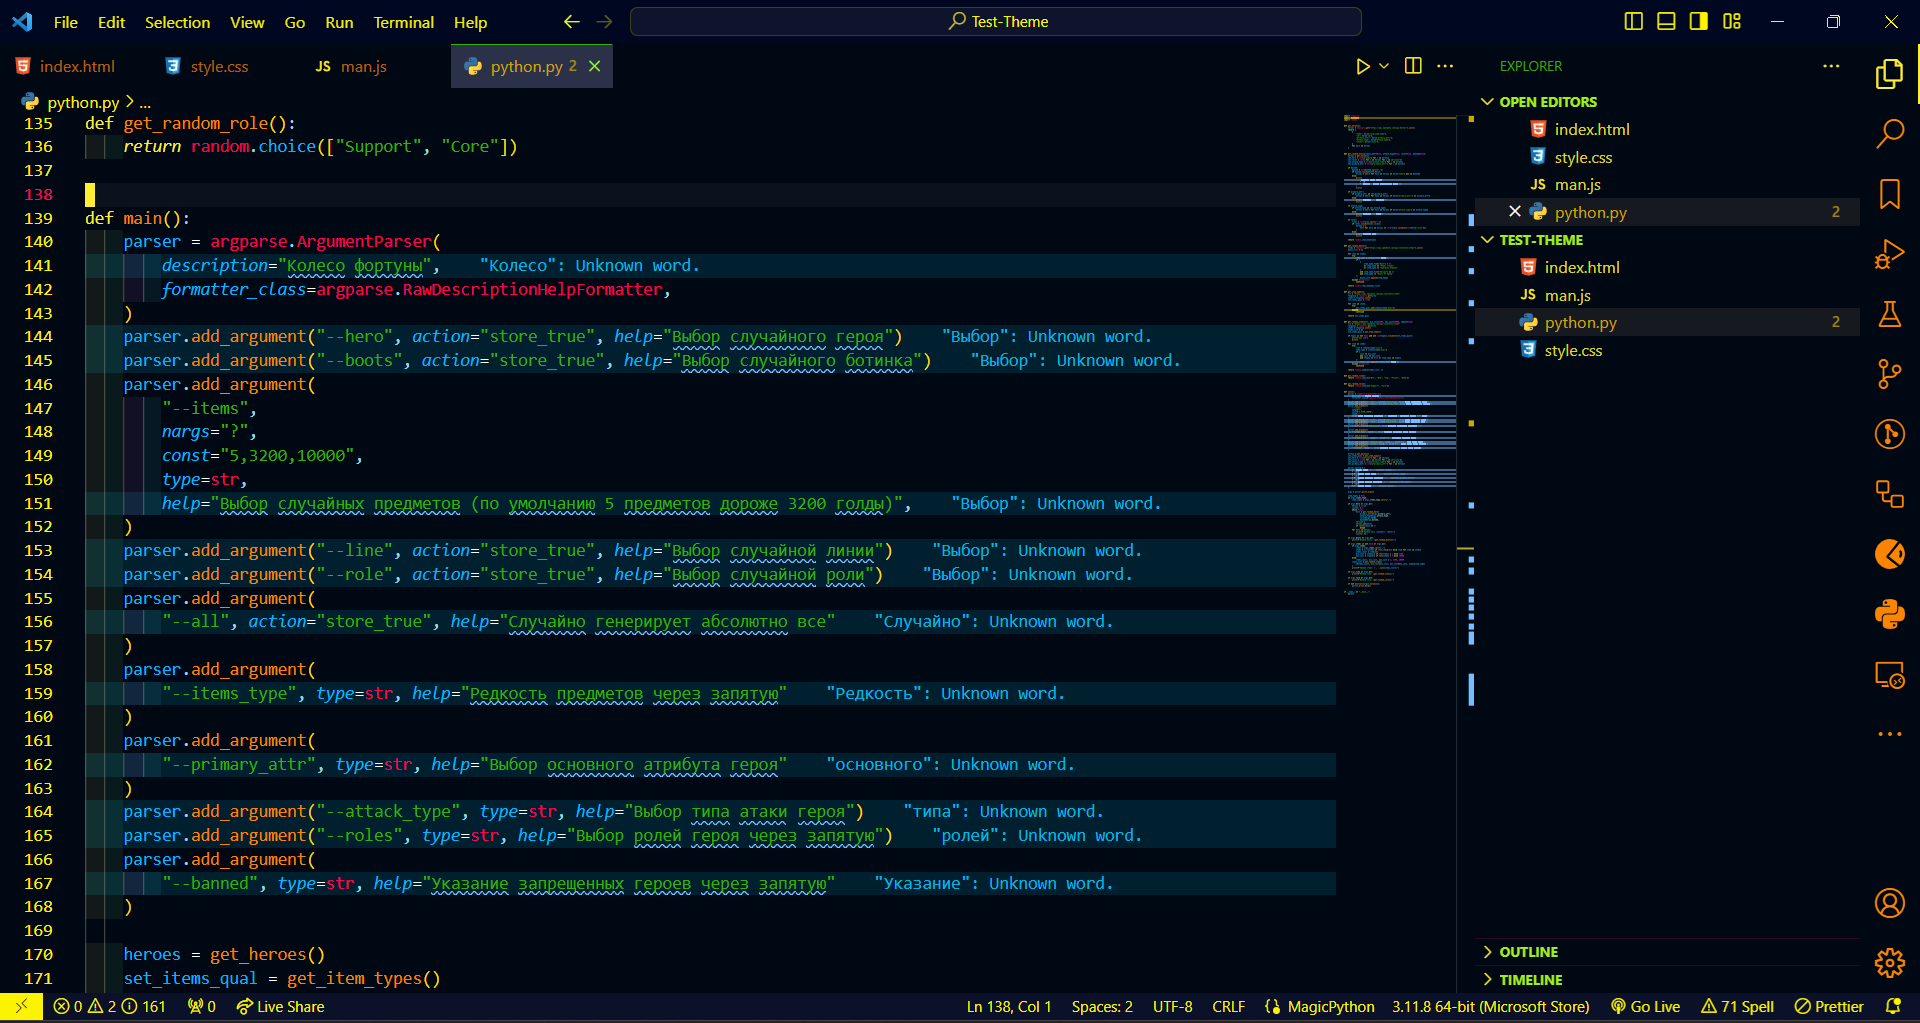 File Edit Selection View Go Run Terminal Help
Test-Theme
index.html style.css JS man.js python.py 2
python.py > ...
135 def get_random_role():
136 return random.choice(["Support", "Core"])
137
138
139 def main():
140 parser = argparse.ArgumentParser(
141 description="Колесо фортуны", "Колесо": Unknown word.
142 formatter_class=argparse.RawDescriptionHelpFormatter,
143 )
144 parser.add_argument("--hero", action="store_true", help="Выбор случайного героя") "Выбор": Unknown word.
145 parser.add_argument("--boots", action="store_true", help="Выбор случайного ботинка") "Выбор": Unknown word.
146 parser.add_argument(
147 "--items",
148 nargs="?",
149 const="5,3200,10000",
150 type=str,
151 help="Выбор случайных предметов (по умолчанию 5 предметов дороже 3200 голды)", "Выбор": Unknown word.
152 )
153 parser.add_argument("--line", action="store_true", help="Выбор случайной линии") "Выбор": Unknown word.
154 parser.add_argument("--role", action="store_true", help="Выбор случайной роли") "Выбор": Unknown word.
155 parser.add_argument(
156 "--all", action="store_true", help="Случайно генерирует абсолютно все" "Случайно": Unknown word.
157 )
158 parser.add_argument(
159 "--items_type", type=str, help="Редкость предметов через запятую" "Редкость": Unknown word.
160 )
161 parser.add_argument(
162 "--primary_attr", type=str, help="Выбор основного атрибута героя" "основного": Unknown word.
163 )
164 parser.add_argument("--attack_type", type=str, help="Выбор типа атаки героя") "типа": Unknown word.
165 parser.add_argument("--roles", type=str, help="Выбор ролей героя через запятую") "ролей": Unknown word.
166 parser.add_argument(
167 "--banned", type=str, help="Указание запрещенных героев через запятую" "Указание": Unknown word.
168 )
169
170 heroes = get_heroes()
171 set_items_qual = get_item_types()
EXPLORER
OPEN EDITORS
index.html
style.css
JS man.js
python.py 2
TEST-THEME
index.html
JS man.js
python.py 2
style.css
OUTLINE
TIMELINE
0 2 161 0 Live Share Ln 138, Col 1 Spaces: 2 UTF-8 CRLF MagicPython 3.11.8 64-bit (Microsoft Store) Go Live 71 Spell Prettier